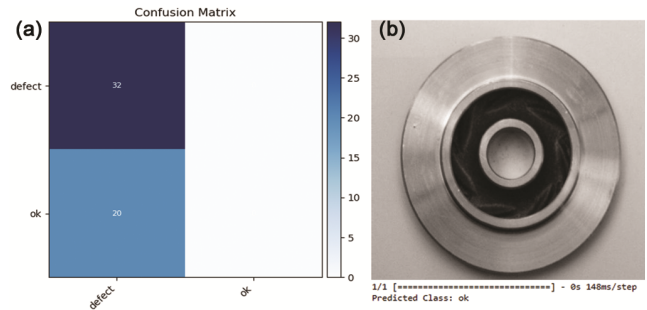 (a)
Confusion Matrix
defect
32
ok
20
defect
ok
30
25
20
15
10
5
0
(b)
1/1 [==============================] - 0s 148ms/step
Predicted Class: ok